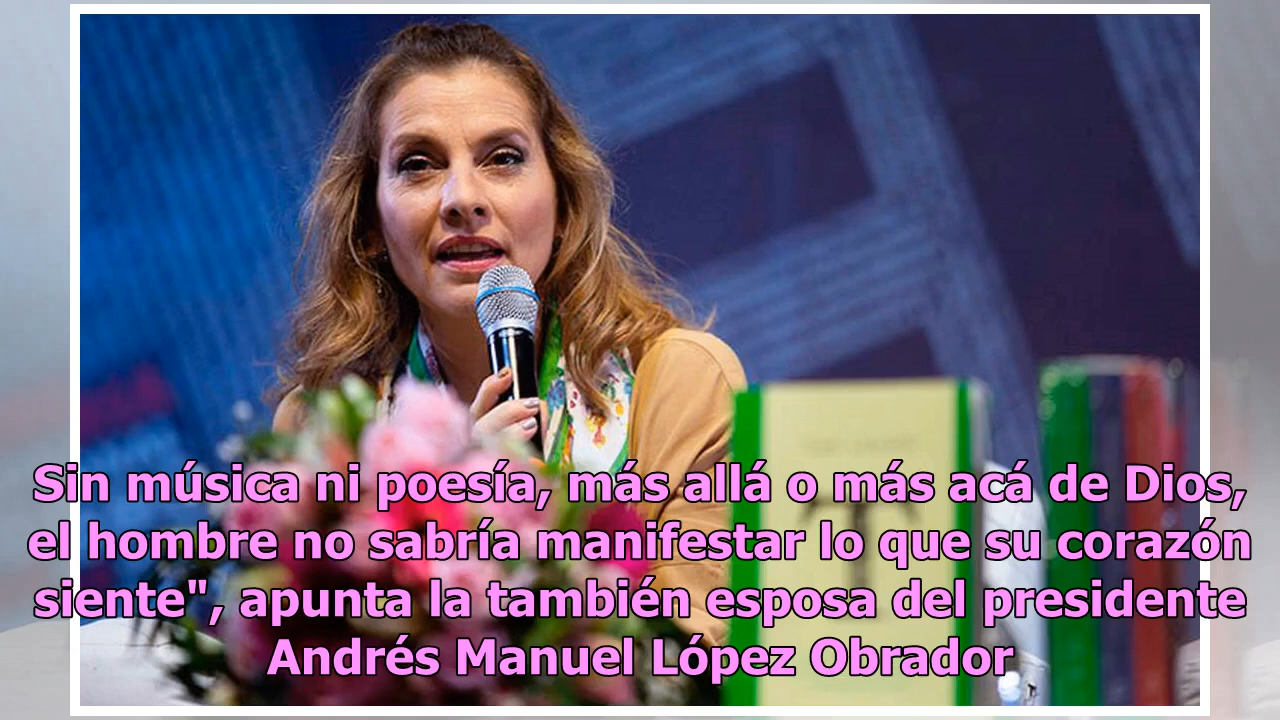 Sin música ni poesía, más allá o más acá de Dios,
el hombre no sabría manifestar lo que su corazón
siente", apunta la también esposa del presidente
Andrés Manuel López Obrador
T